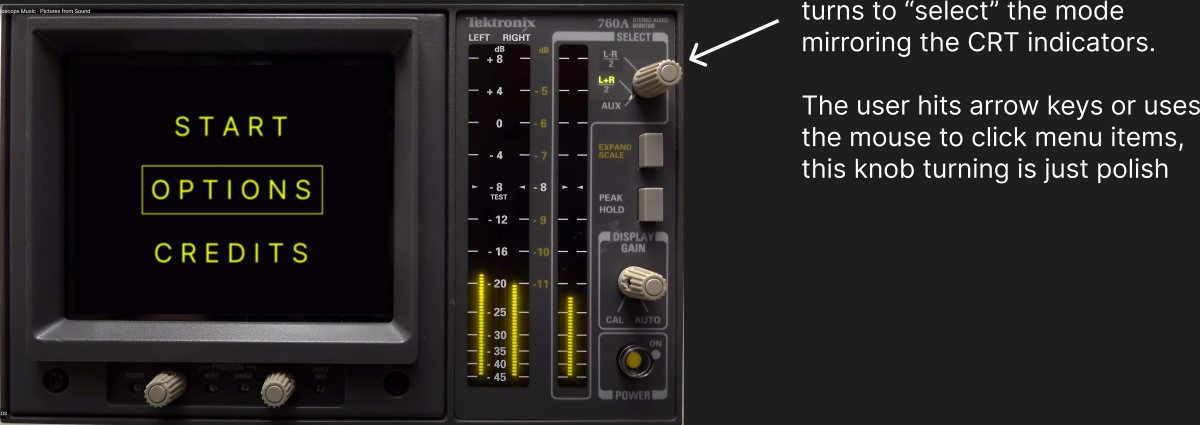 oscope Music - Pictures from Sound
START
OPTIONS
CREDITS
Tektronix 760A STEREO AUDIO MONITOR
LEFT RIGHT
dB dB
+8
+4 -5
0 -6
-4 -7
-8 -8
TEST
-12 -9
-16 -10
-20 -11
-25
-30
-35
-40
-45
SELECT
L-R
2
L+R
2
AUX
EXPAND
SCALE
PEAK
HOLD
DISPLAY
GAIN
CAL AUTO
ON
POWER
POSITION
turns to “select” the mode
mirroring the CRT indicators.
The user hits arrow keys or uses
the mouse to click menu items,
this knob turning is just polish